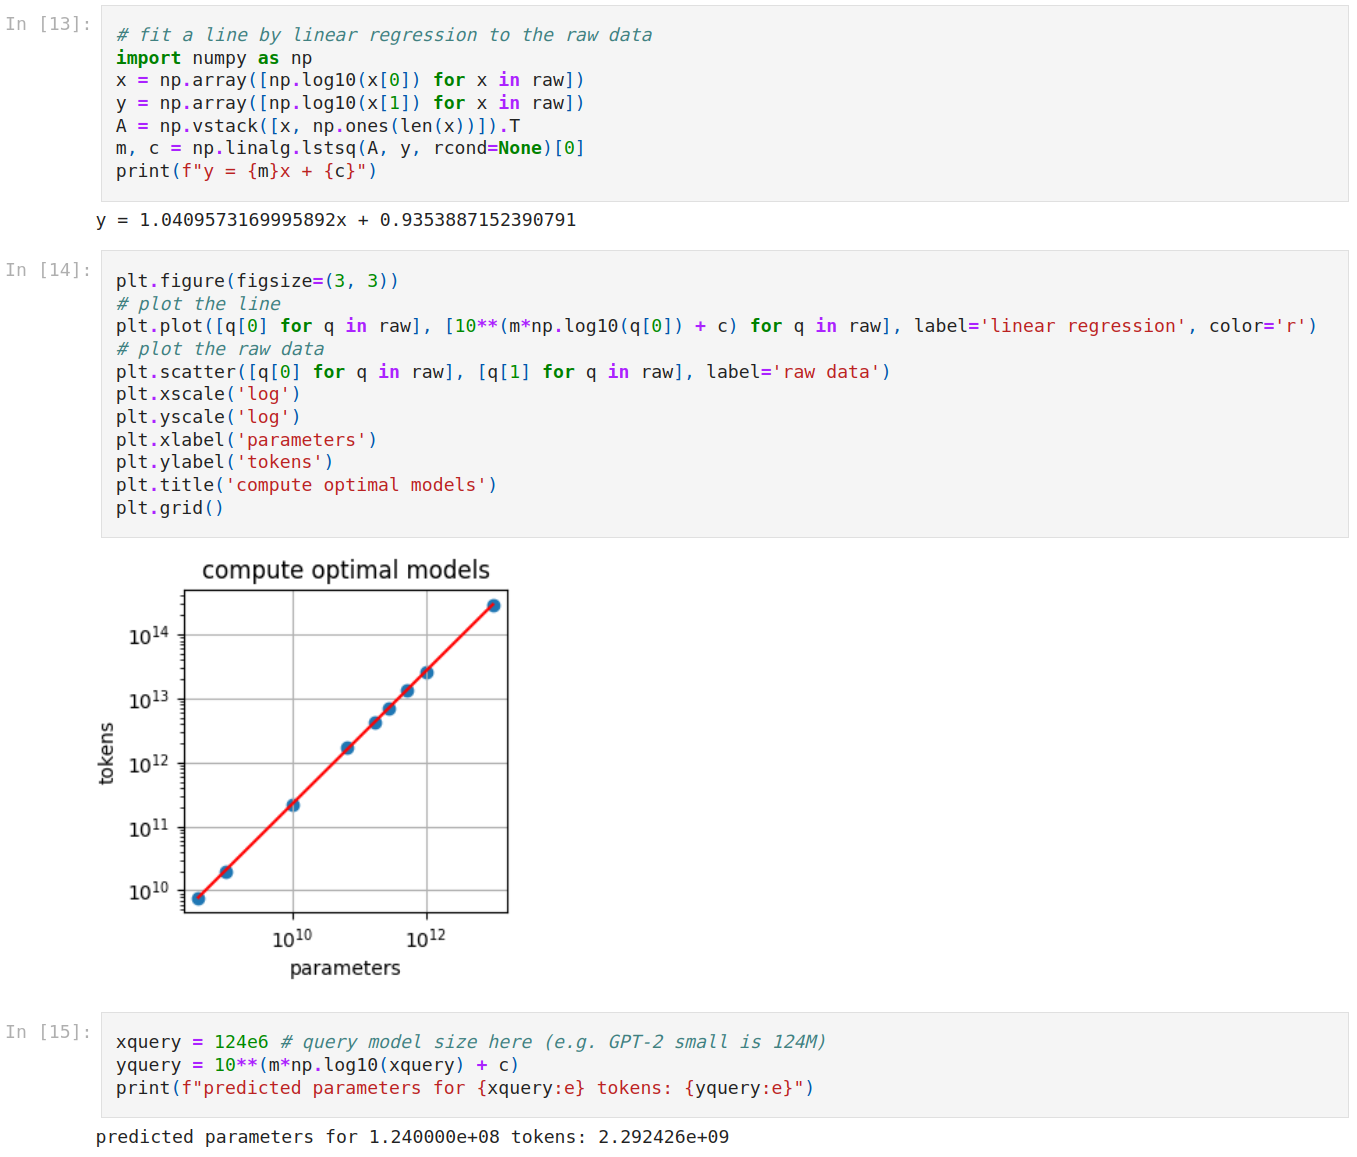 In [13]:
# fit a line by linear regression to the raw data
import numpy as np
x = np.array([np.log10(x[0]) for x in raw])
y = np.array([np.log10(x[1]) for x in raw])
A = np.vstack([x, np.ones(len(x))]).T
m, c = np.linalg.lstsq(A, y, rcond=None)[0]
print(f"y = {m}x + {c}")
y = 1.0409573169995892x + 0.9353887152390791
In [14]:
plt.figure(figsize=(3, 3))
# plot the line
plt.plot([q[0] for q in raw], [10**(m*np.log10(q[0]) + c) for q in raw], label='linear regression', color='r')
# plot the raw data
plt.scatter([q[0] for q in raw], [q[1] for q in raw], label='raw data')
plt.xscale('log')
plt.yscale('log')
plt.xlabel('parameters')
plt.ylabel('tokens')
plt.title('compute optimal models')
plt.grid()
compute optimal models
10^14
10^13
10^12
10^11
10^10
tokens
10^10 10^12
parameters
In [15]:
xquery = 124e6 # query model size here (e.g. GPT-2 small is 124M)
yquery = 10**(m*np.log10(xquery) + c)
print(f"predicted parameters for {xquery:e} tokens: {yquery:e}")
predicted parameters for 1.240000e+08 tokens: 2.292426e+09